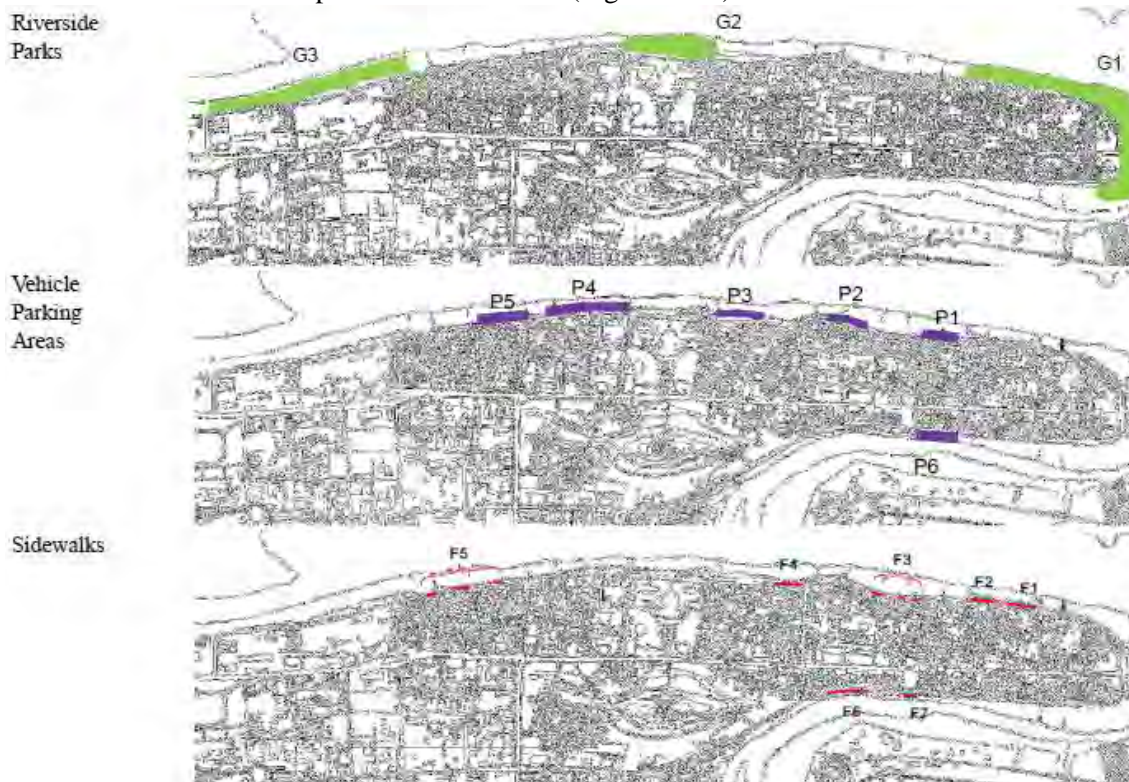 Riverside
Parks
G3
G2
G1
Vehicle
Parking
Areas
P5
P4
P3
P2
P1
P6
Sidewalks
F5
F4
F3
F2
F1
F6
F7